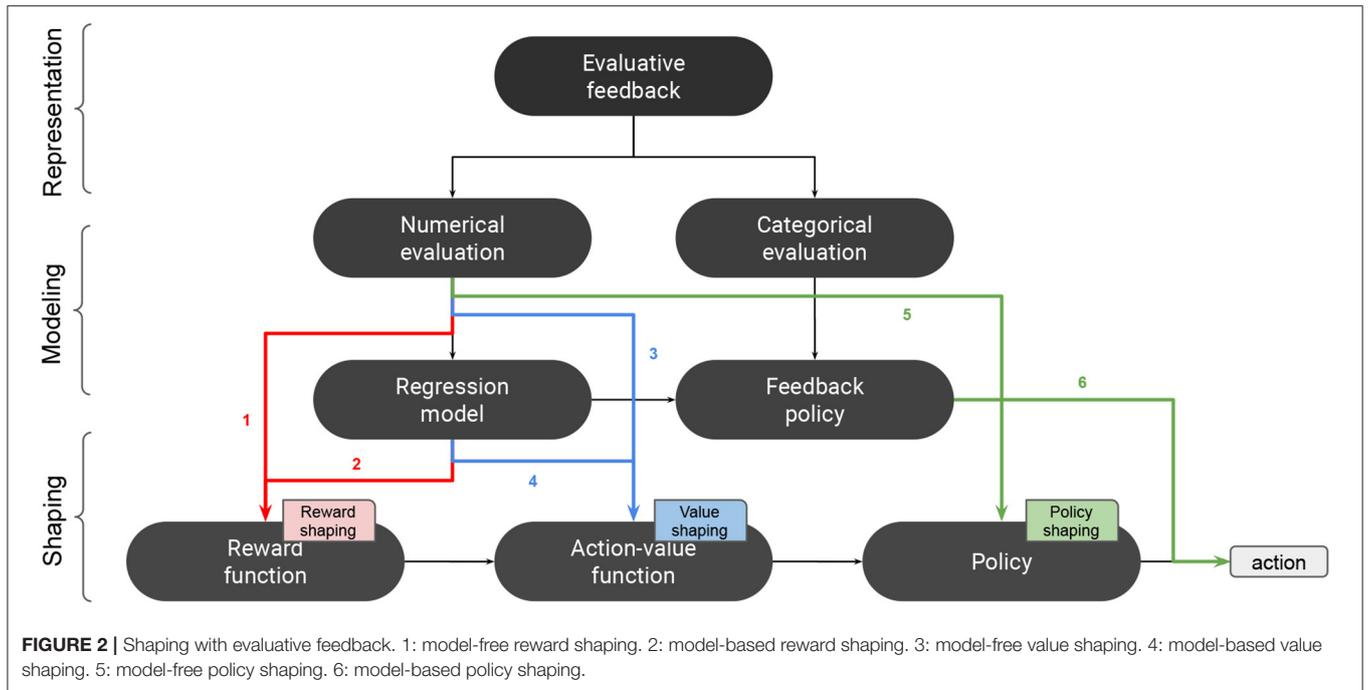 Representation
Evaluative
feedback
Numerical
evaluation
Categorical
evaluation
Modeling
5
3
6
Regression
model
Feedback
policy
1
2
4
Shaping
Reward
shaping
Value
shaping
Policy
shaping
Reward
function
Action-value
function
Policy
action
FIGURE 2 | Shaping with evaluative feedback. 1: model-free reward shaping. 2: model-based reward shaping. 3: model-free value shaping. 4: model-based value
shaping. 5: model-free policy shaping. 6: model-based policy shaping.